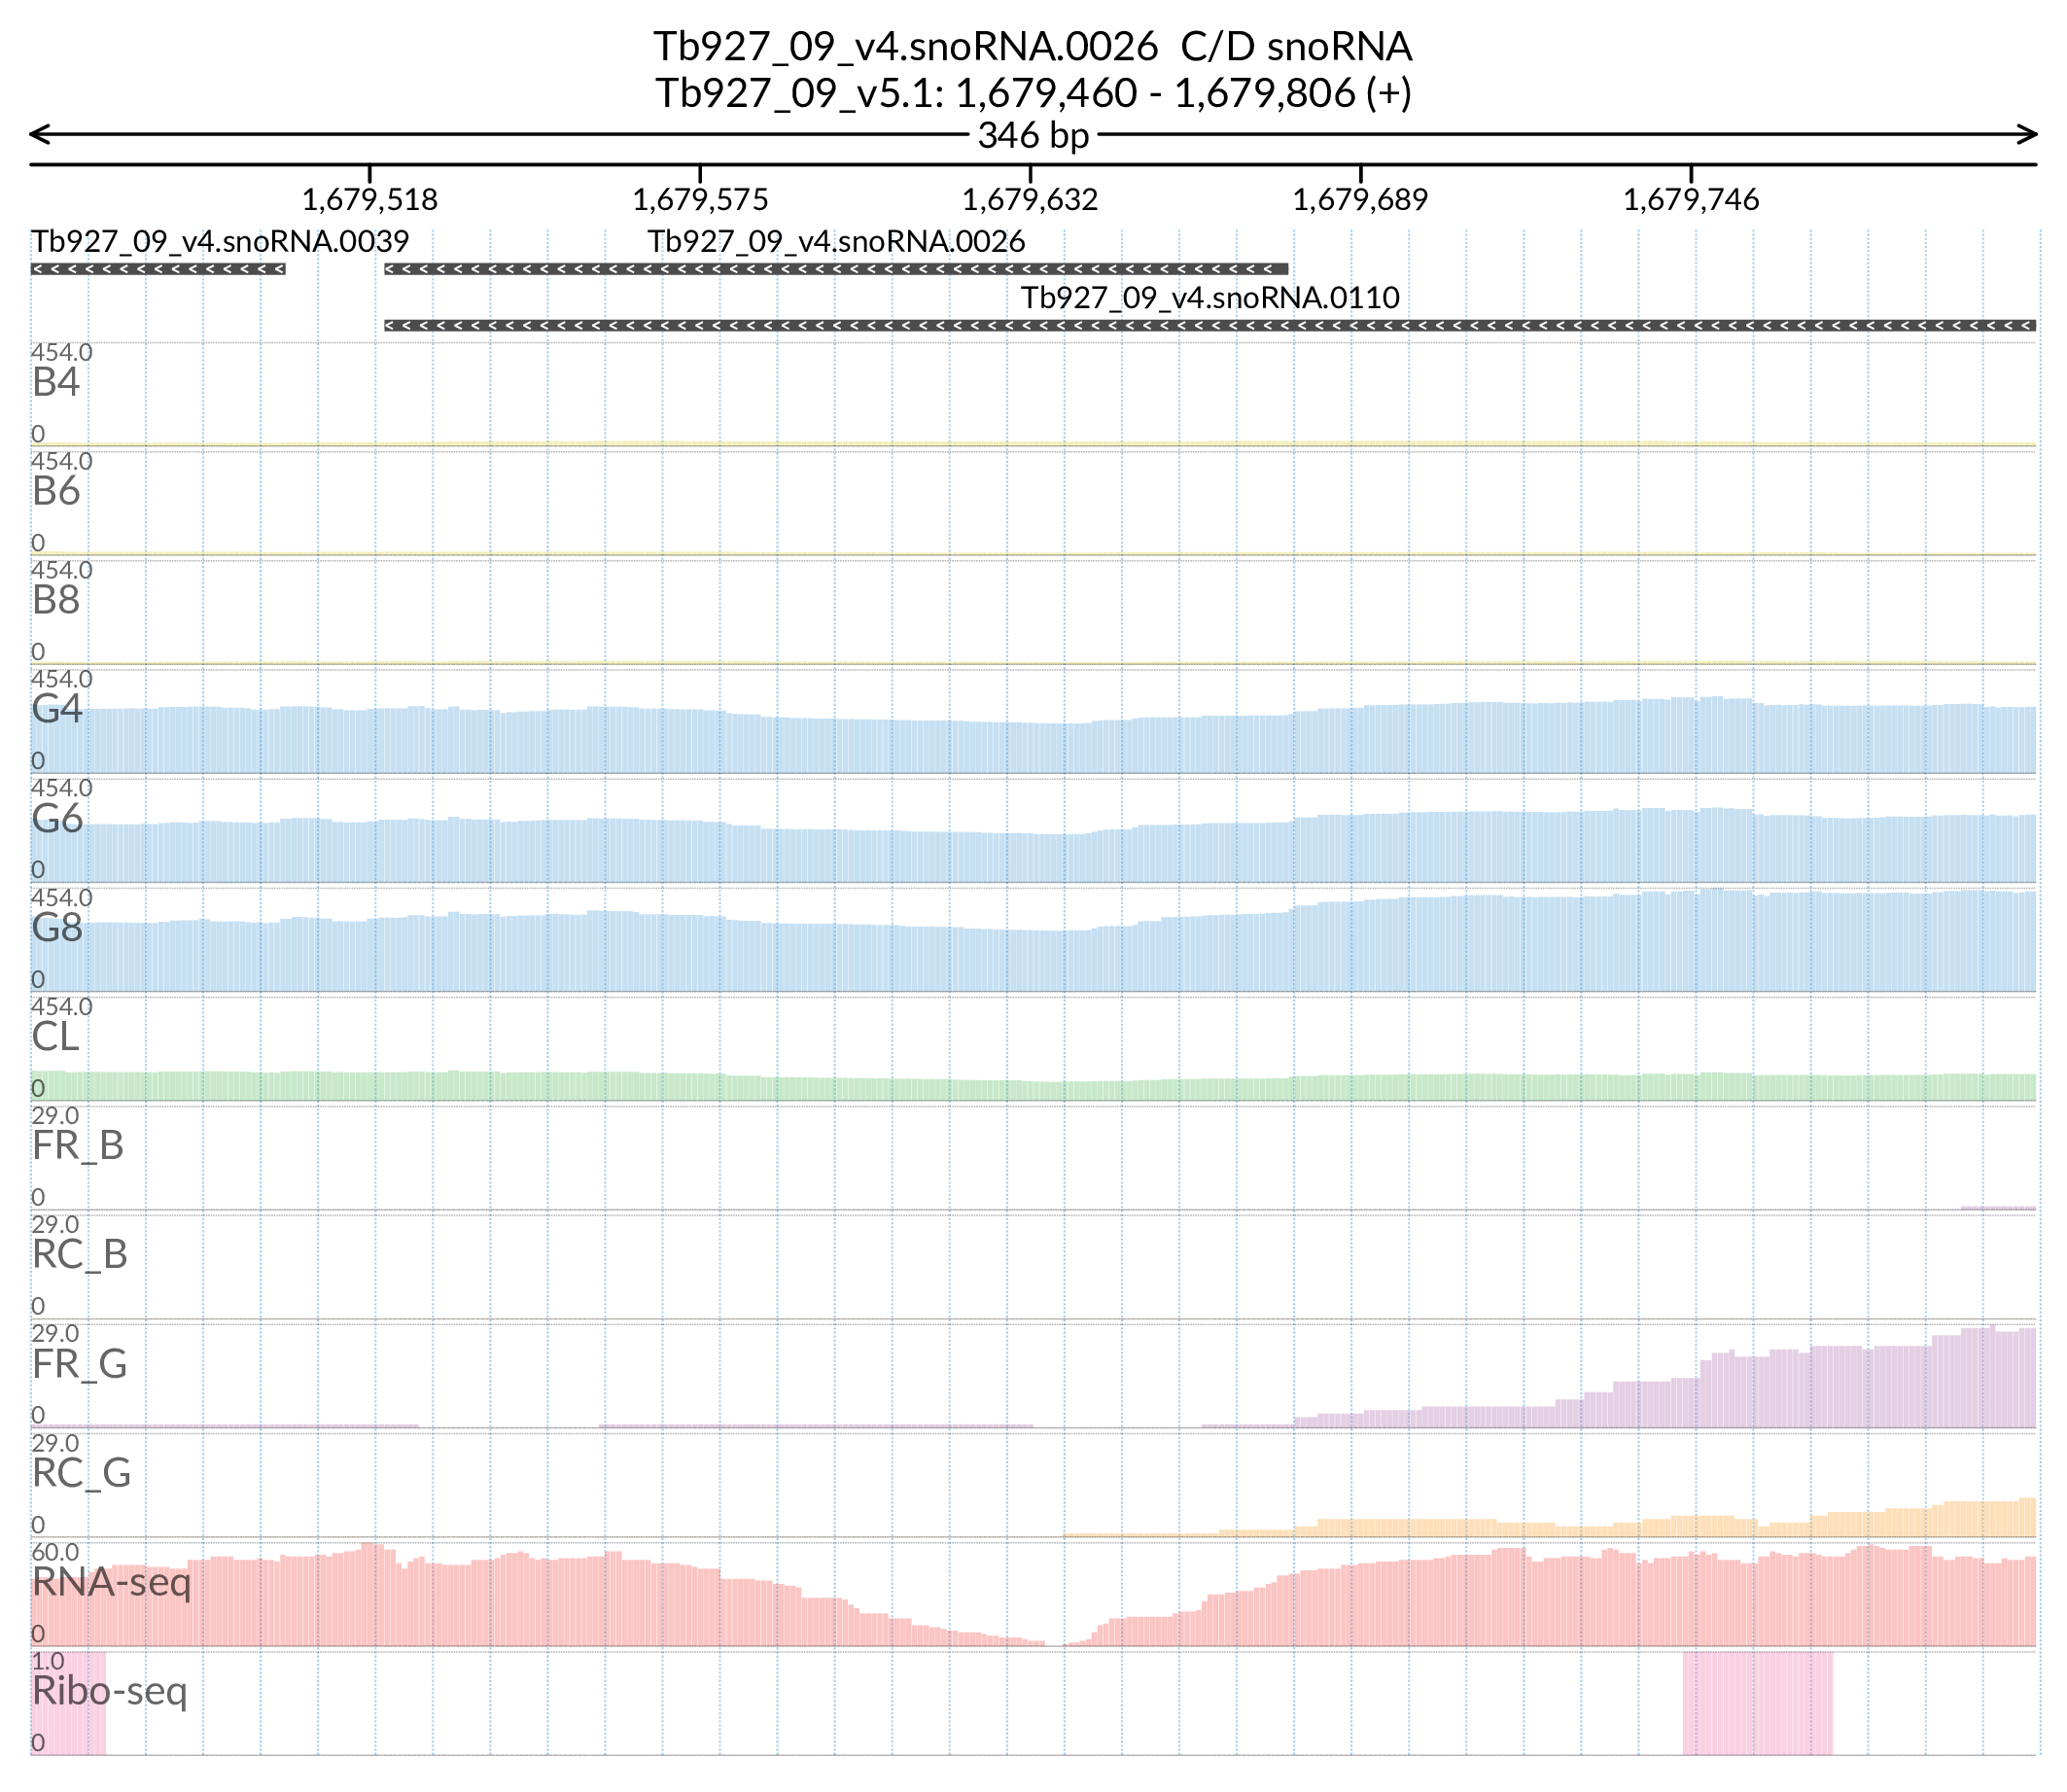 Tb927_09_v4.snoRNA.0026  C/D snoRNA
Tb927_09_v5.1: 1,679,460 - 1,679,806 (+)
346 bp
1,679,518 1,679,575 1,679,632 1,679,689 1,679,746
Tb927_09_v4.snoRNA.0039 Tb927_09_v4.snoRNA.0026
Tb927_09_v4.snoRNA.0110
454.0
B4
0
454.0
B6
0
454.0
B8
0
454.0
G4
0
454.0
G6
0
454.0
G8
0
454.0
CL
0
29.0
FR_B
0
29.0
RC_B
0
29.0
FR_G
0
29.0
RC_G
0
60.0
RNA-seq
0
1.0
Ribo-seq
0